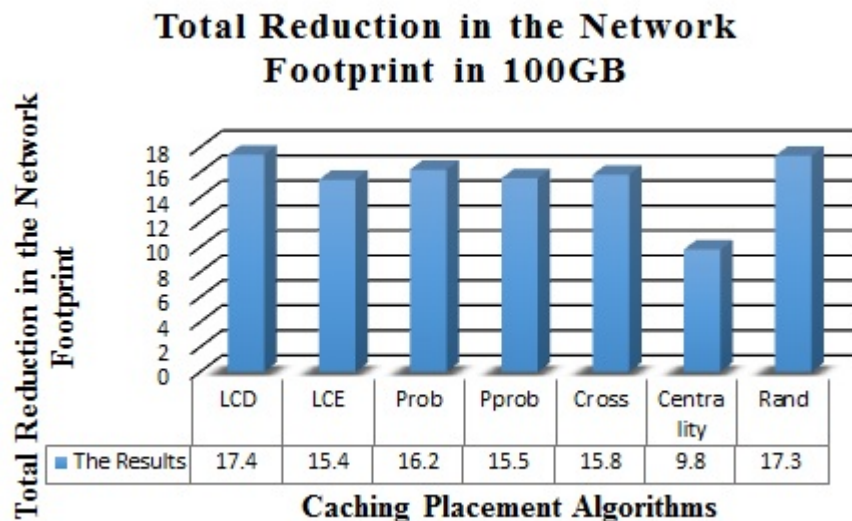 Total Reduction in the Network
Footprint in 100GB
Total Reduction in the Network
Footprint
18
16
14
12
10
8
6
4
2
0
LCD LCE Prob Pprob Cross Centra Rand
lity
The Results 17.4 15.4 16.2 15.5 15.8 9.8 17.3
Caching Placement Algorithms